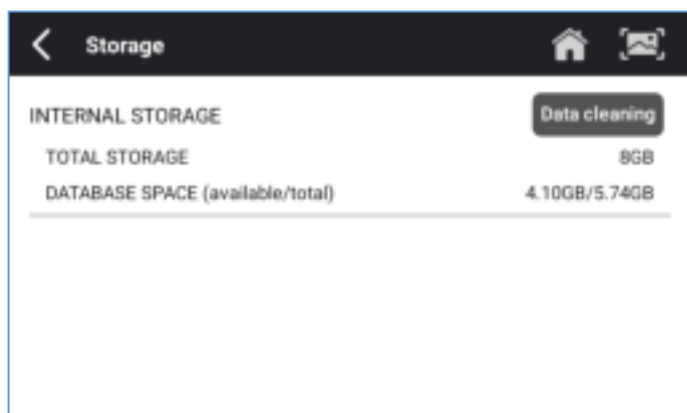 Storage
INTERNAL STORAGE
Data cleaning
TOTAL STORAGE 8GB
DATABASE SPACE (available/total) 4.10GB/5.74GB